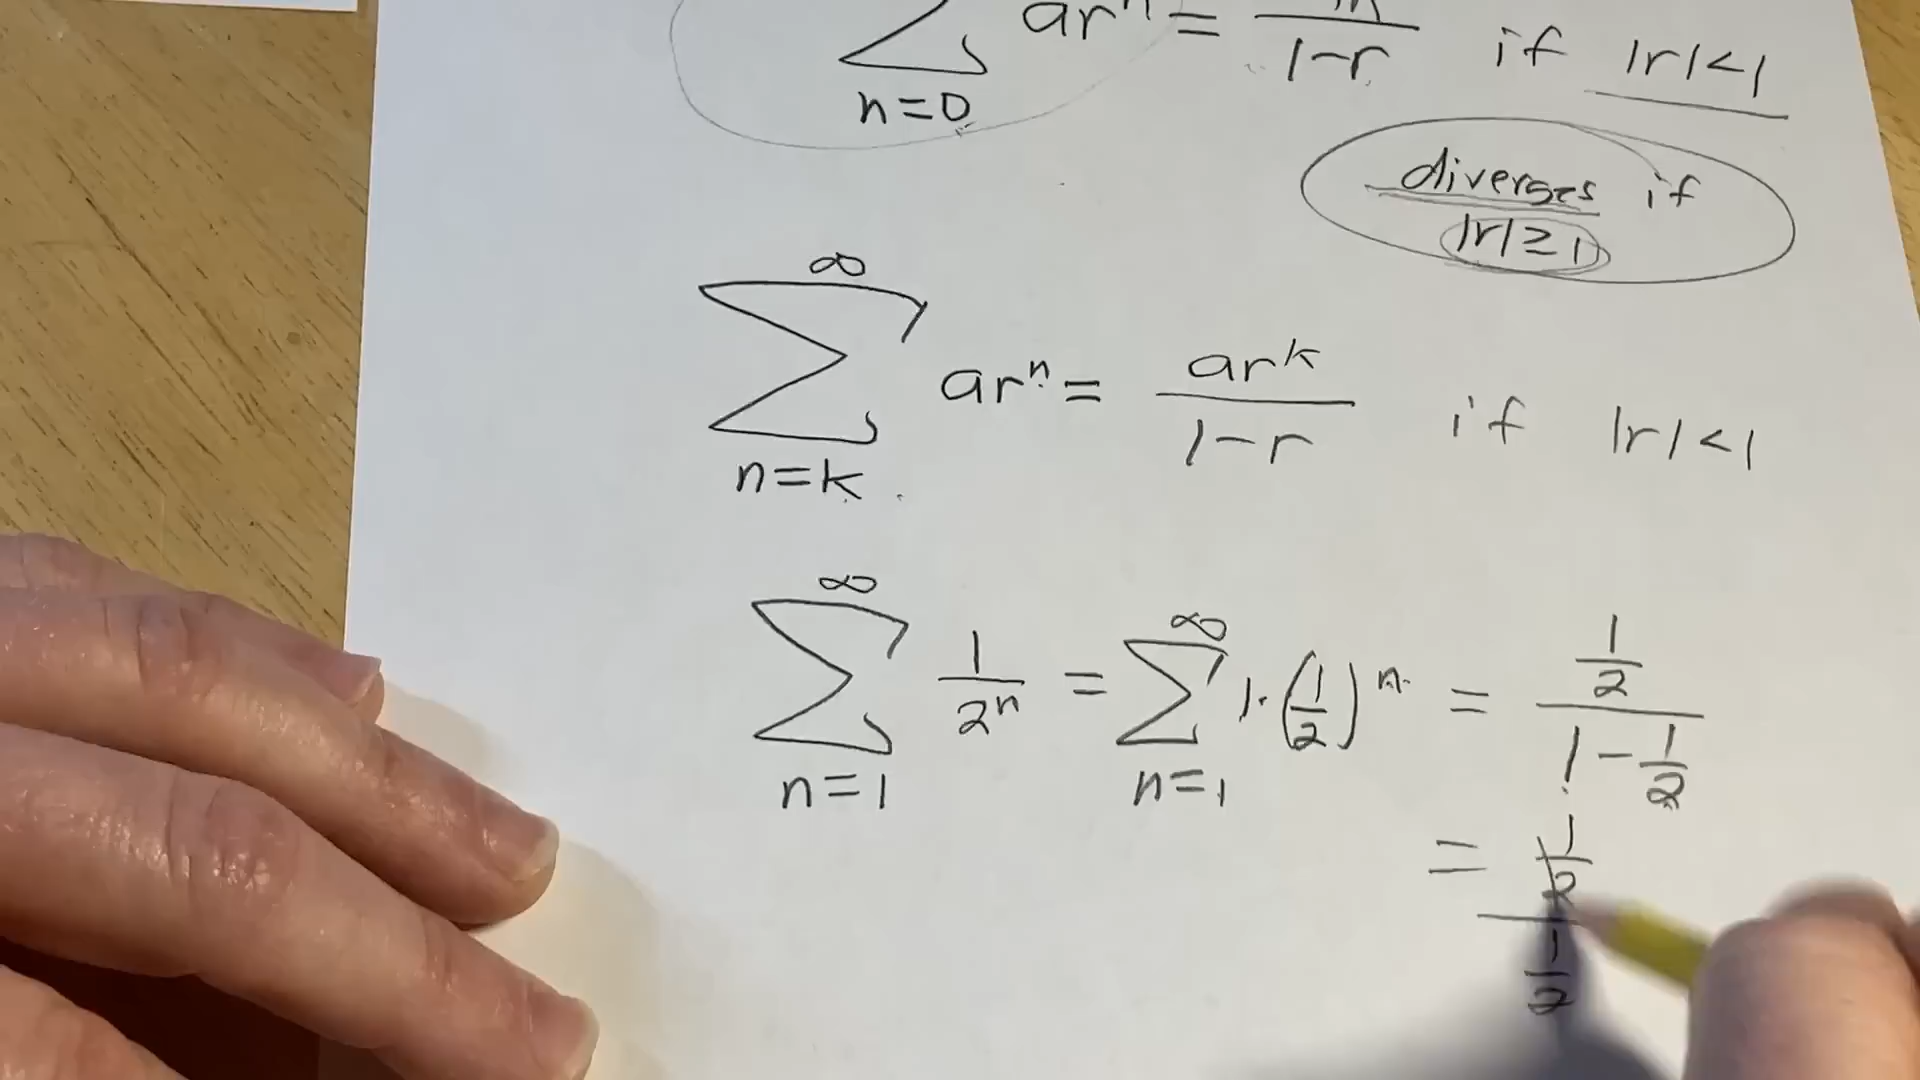 ∑ n=0 ar^n = /(1-r) if |r|<1
diverges if
|r|≥1
∞ ∑ n=k ar^n = ar^k/(1-r) if |r|<1
∞ ∑ n=1 1/2^n = ∞ ∑ n=1 1·(1/2)^n = (1/2)/(1-1/2)
= (1/2)/(1/2)